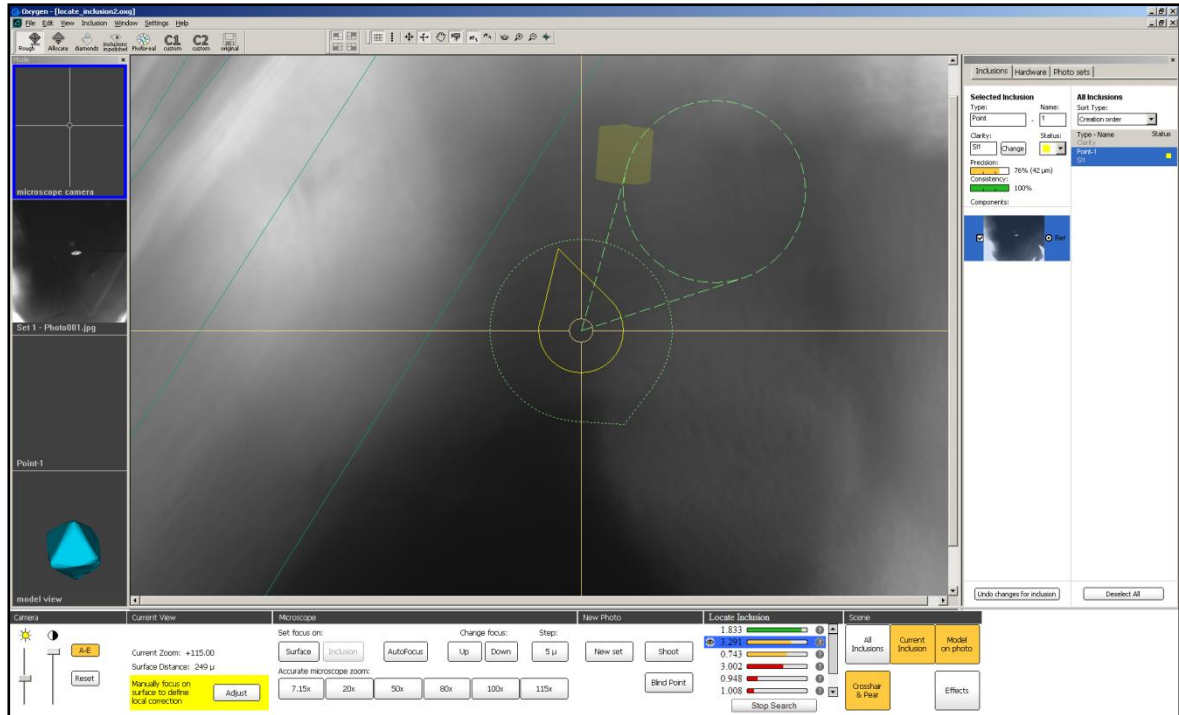 Oxygen - [locate_inclusion2.oxg]
File Edit View Inclusion Window Settings Help
Rough Allocate diamonds inclusions inpolished Photoreal C1 custom C2 custom original
Mode
microscope camera
Set 1 - Photo001.jpg
Point-1
model view
Inclusions Hardware Photo sets
Selected Inclusion
Type: Name:
Point - 1
Clarity: Status:
SI1 Change
Precision:
76% (42 μm)
Consistency:
100%
Components:
Red
All Inclusions
Sort Type:
Creation order
Type - Name Status
Clarity
Point-1
SI1
Undo changes for inclusion Deselect All
Camera
A-E
Reset
Current View
Current Zoom: +115.00
Surface Distance: 249 μ
Manually focus on
surface to define
local correction
Adjust
Microscope
Set focus on: Change focus: Step:
Surface Inclusion AutoFocus Up Down 5 μ
Accurate microscope zoom:
7.15x 20x 50x 80x 100x 115x
New Photo
New set Shoot
Blind Point
Locate Inclusion
1.833
3.291
0.743
3.002
0.948
1.008
Stop Search
Scene
All Inclusions
Current Inclusion
Model on photo
Crosshair & Pear
Effects